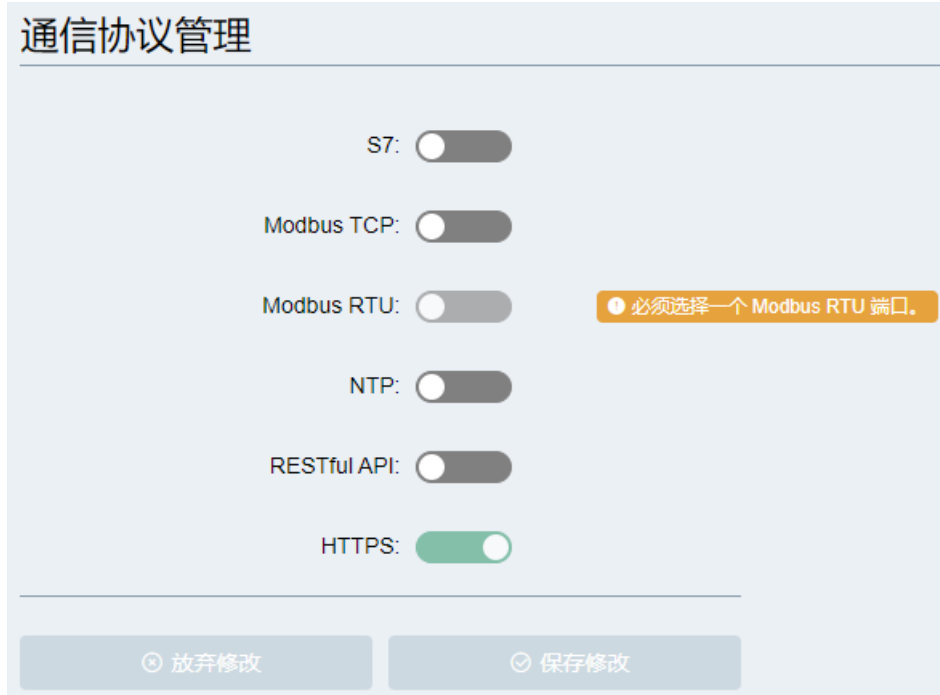 通信协议管理
S7:
Modbus TCP:
Modbus RTU:
必须选择一个 Modbus RTU 端口。
NTP:
RESTful API:
HTTPS:
放弃修改
保存修改